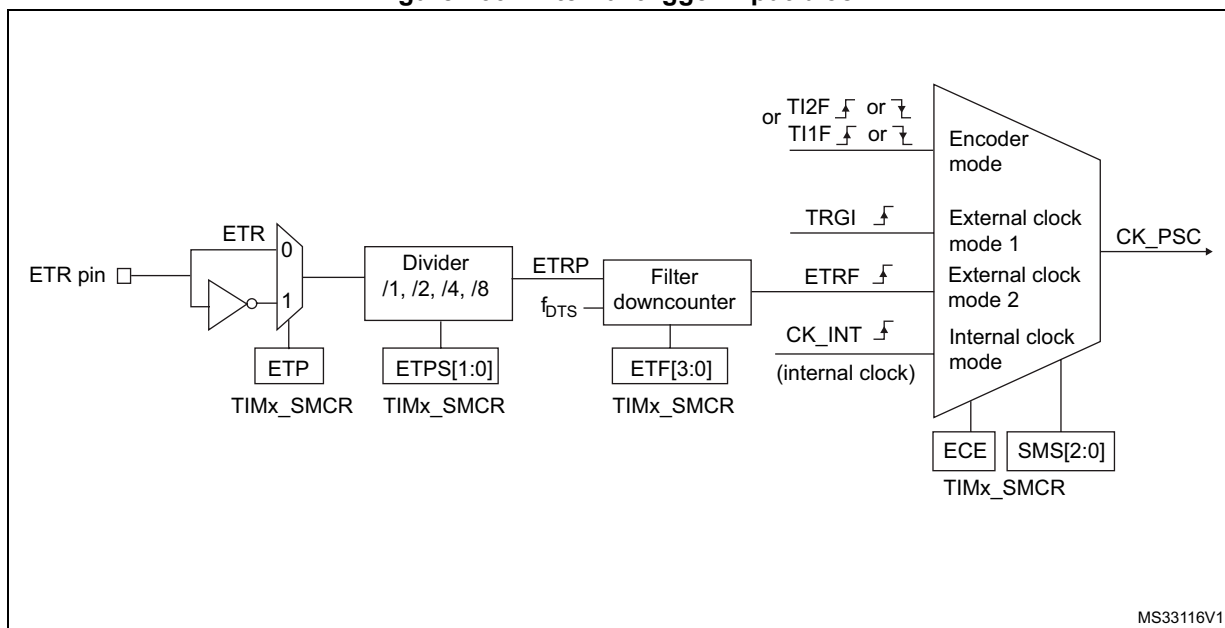 or TI2F or
TI1F or
Encoder
mode
TRGI
External clock
mode 1
CK_PSC
ETR
0
ETR pin
1
Divider
/1, /2, /4, /8
ETRP
fDTS
Filter
downcounter
ETRF
External clock
mode 2
CK_INT
(internal clock)
Internal clock
mode
ETP
TIMx_SMCR
ETPS[1:0]
TIMx_SMCR
ETF[3:0]
TIMx_SMCR
ECE
SMS[2:0]
TIMx_SMCR
MS33116V1